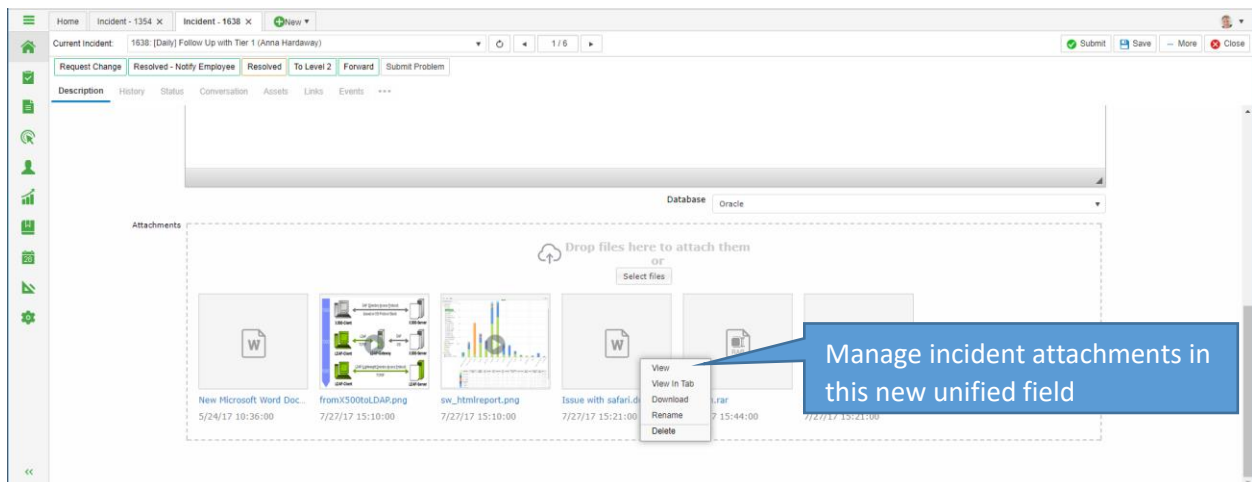 Home
Incident - 1354 ×
Incident - 1638 ×
New ▾
Current Incident:
1638: [Daily] Follow Up with Tier 1 (Anna Hardaway)
1 / 6
Submit
Save
More
Close
Request Change
Resolved - Notify Employee
Resolved
To Level 2
Forward
Submit Problem
Description
History
Status
Conversation
Assets
Links
Events
•••
Database
Oracle
Attachments
Drop files here to attach them
or
Select files
W
W
New Microsoft Word Doc...
fromX500toLDAP.png
sw_htmlreport.png
Issue with safari.d
.rar
5/24/17 10:36:00
7/27/17 15:10:00
7/27/17 15:10:00
7/27/17 15:21:00
7 15:44:00
7/27/17 15:21:00
View
View In Tab
Download
Rename
Delete
Manage incident attachments in
this new unified field
<<